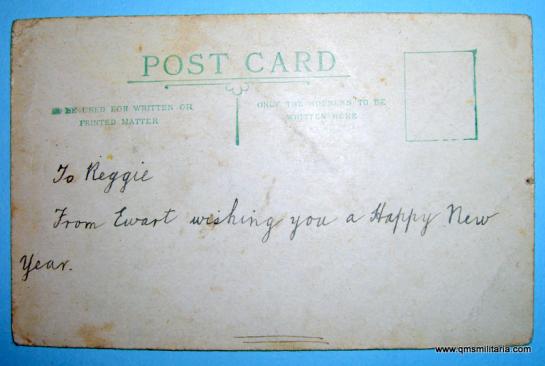 POST CARD
BE USED FOR WRITTEN OR
PRINTED MATTER
ONLY THE ADDRESS TO BE
WRITTEN HERE
To Reggie
From Ewart wishing you a Happy New
Year.
www.qmsmilitaria.com